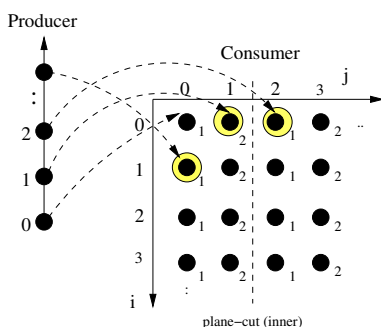 Producer
Consumer
j
0 1 2 3
0 1 2 1 2 ..
: 
2
1 1 2 1 2
1
2 1 2 1 2
0
3 1 2 1 2
i
:
plane-cut (inner)